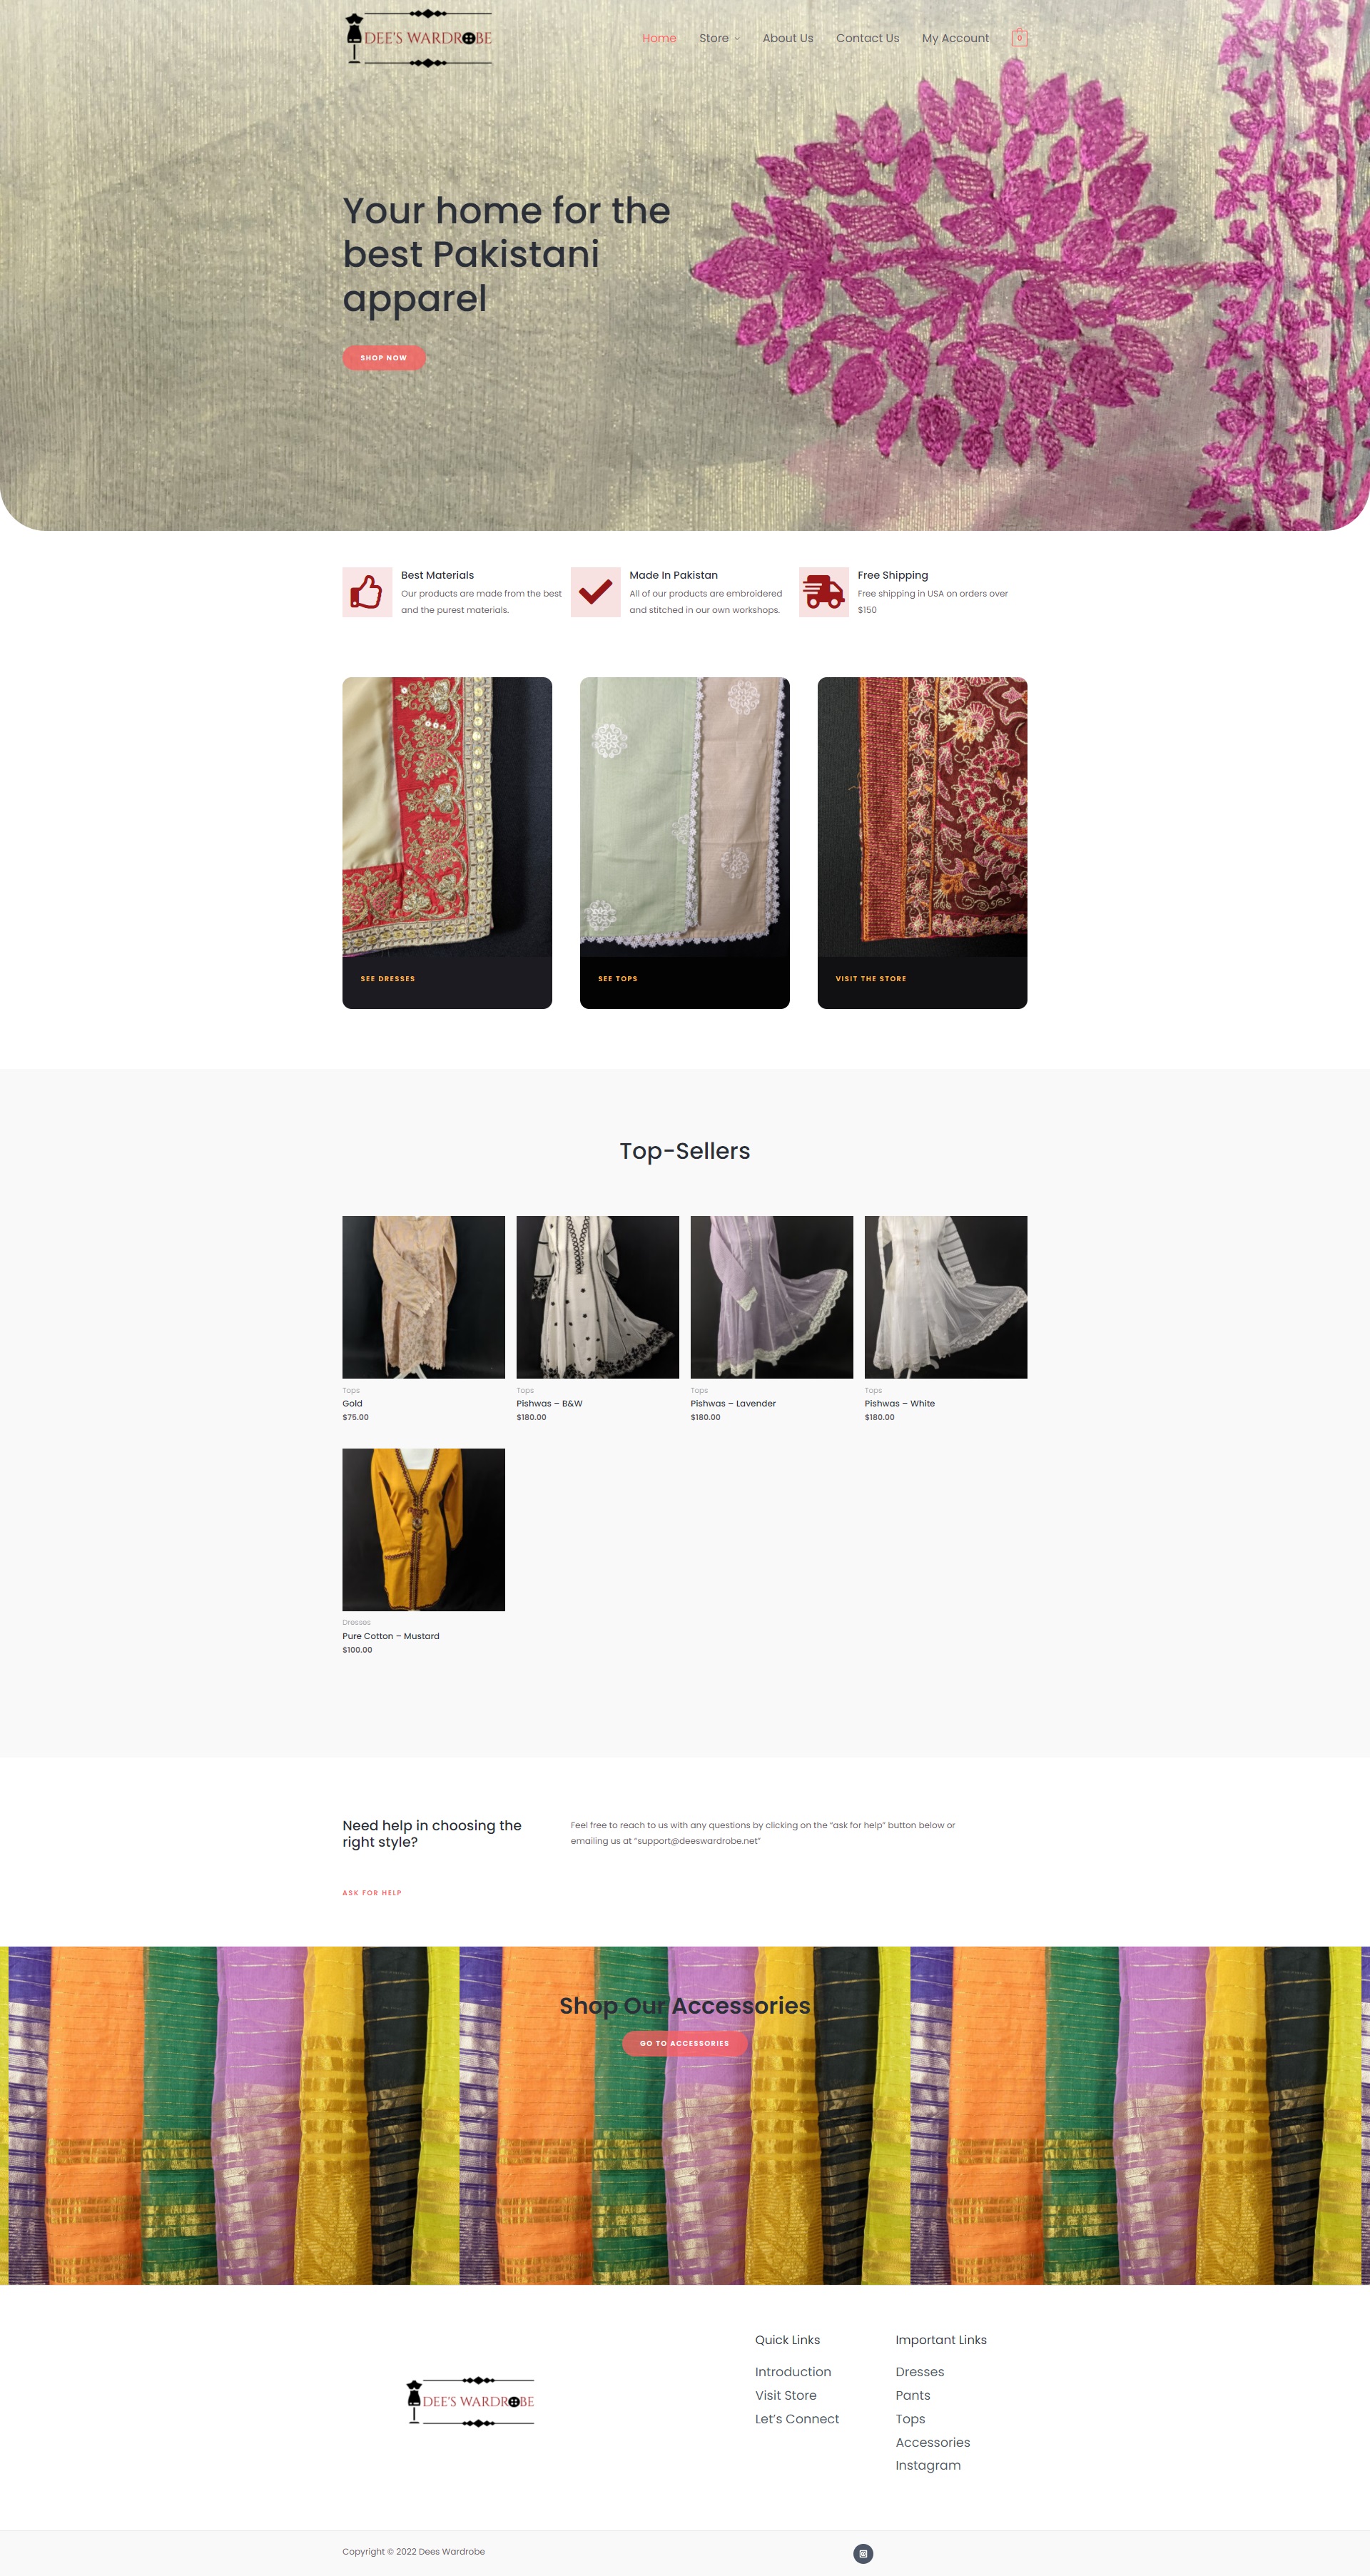 DEE'S WARDROBE
Home Store About Us Contact Us My Account 0
Your home for the
best Pakistani
apparel
SHOP NOW
Best Materials
Our products are made from the best
and the purest materials.
Made In Pakistan
All of our products are embroidered
and stitched in our own workshops.
Free Shipping
Free shipping in USA on orders over
$150
SEE DRESSES
SEE TOPS
VISIT THE STORE
Top-Sellers
Tops
Gold
$75.00
Tops
Pishwas – B&W
$180.00
Tops
Pishwas – Lavender
$180.00
Tops
Pishwas – White
$180.00
Dresses
Pure Cotton – Mustard
$100.00
Need help in choosing the
right style?
Feel free to reach to us with any questions by clicking on the “ask for help” button below or
emailing us at “support@deeswardrobe.net”
ASK FOR HELP
Shop Our Accessories
GO TO ACCESSORIES
DEE'S WARDROBE
Quick Links
Introduction
Visit Store
Let’s Connect
Important Links
Dresses
Pants
Tops
Accessories
Instagram
Copyright © 2022 Dees Wardrobe